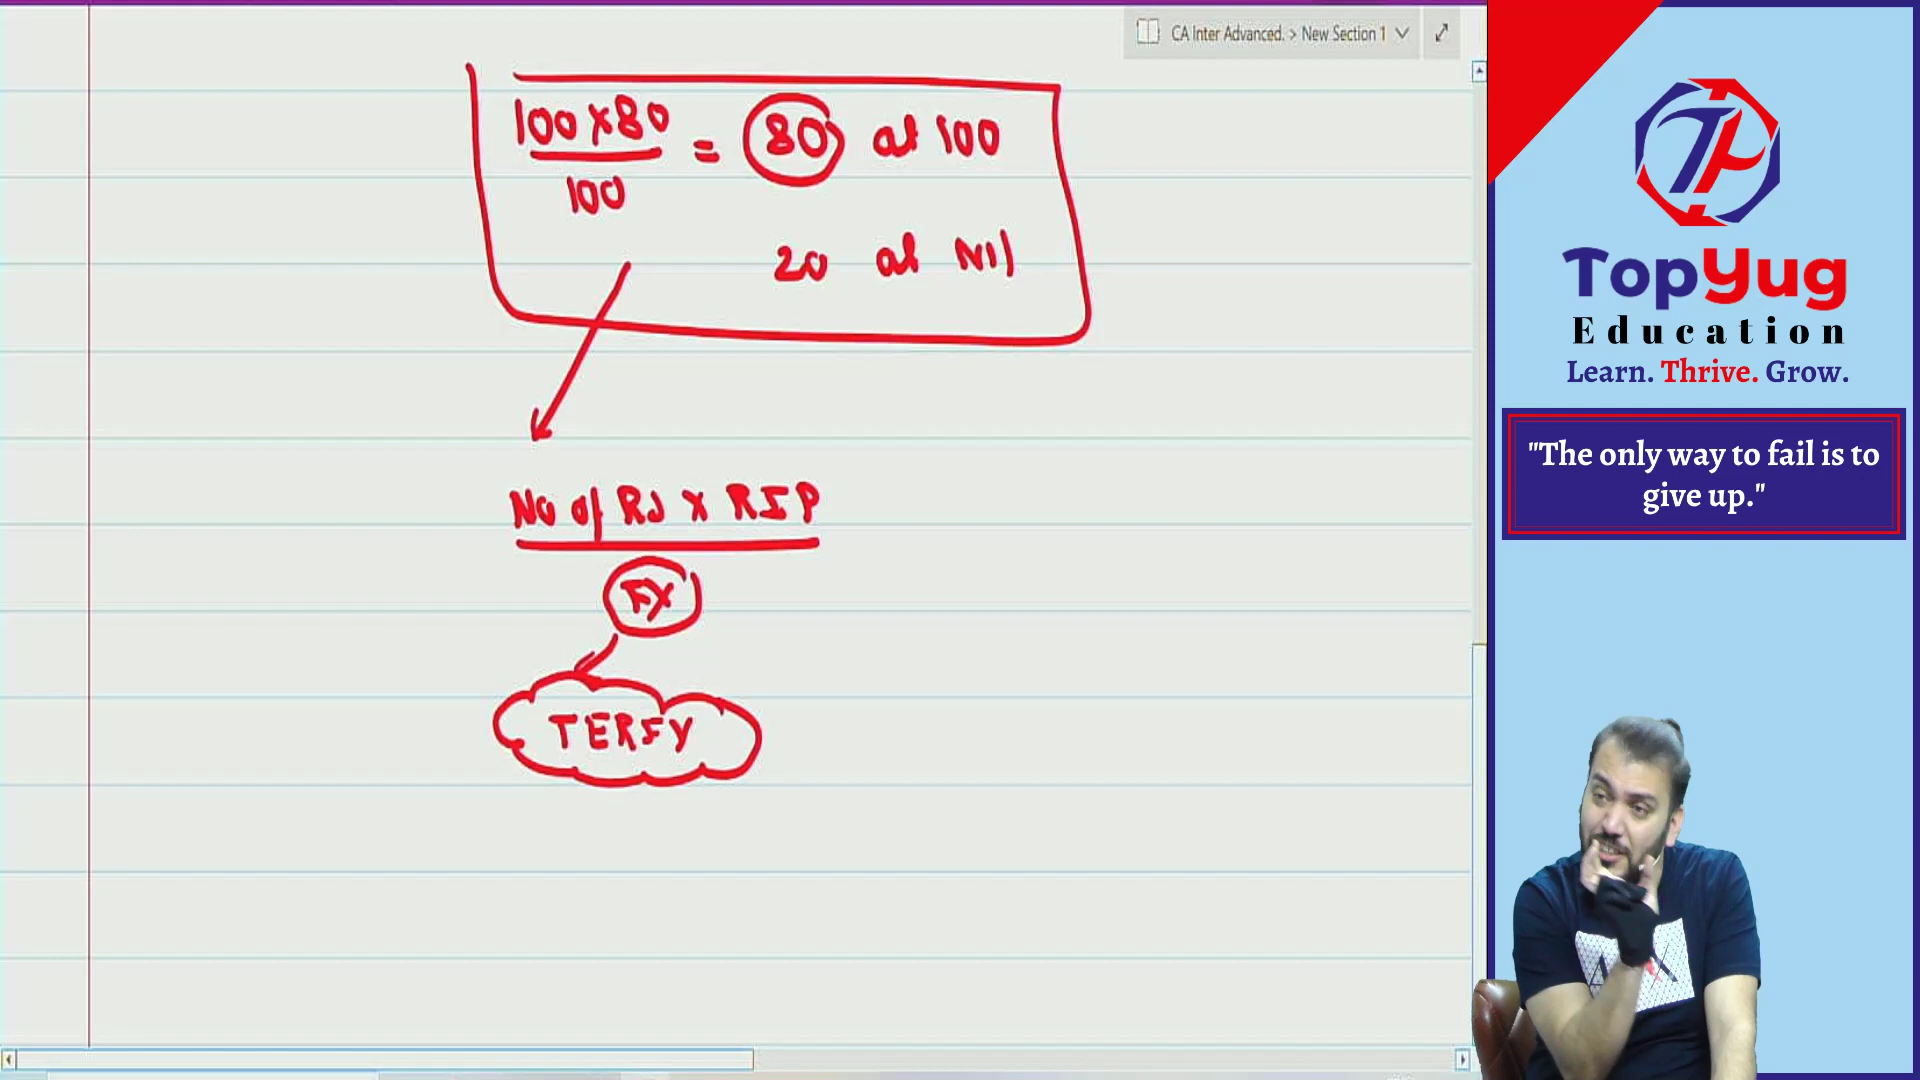 CA Inter Advanced. > New Section 1
100 x 80
100
= 80 at 100
20 at Nil
No of RS x RIP
FX
TERFY
TopYug
Education
Learn. Thrive. Grow.
"The only way to fail is to
give up."